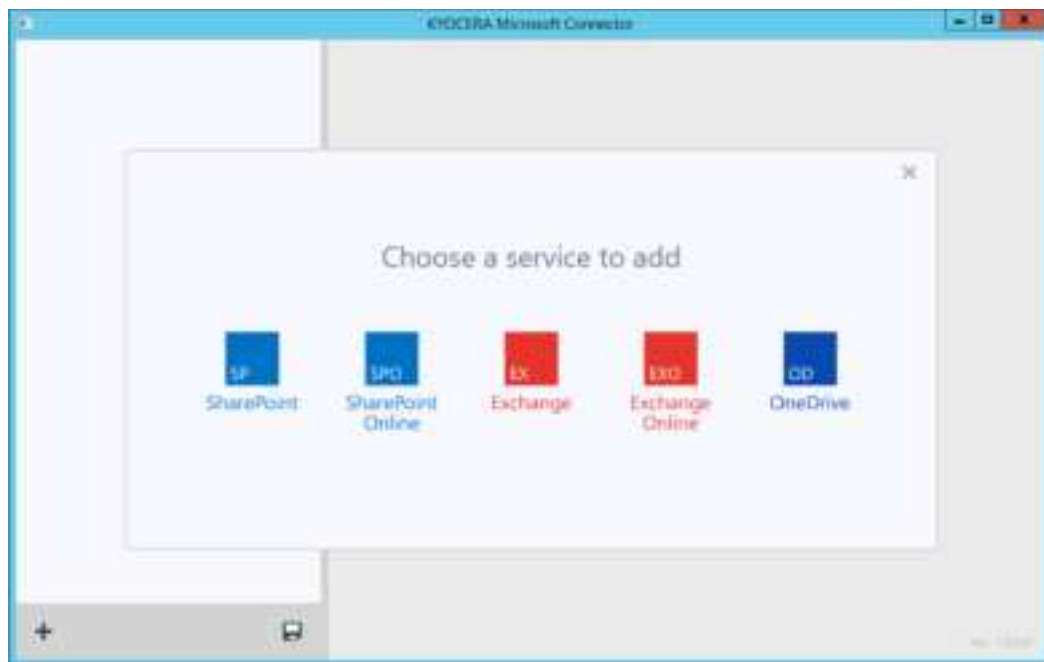 KYOCERA Microsoft Connector
Choose a service to add
SP
SPO
EX
EXO
OD
SharePoint
SharePoint
Online
Exchange
Exchange
Online
OneDrive